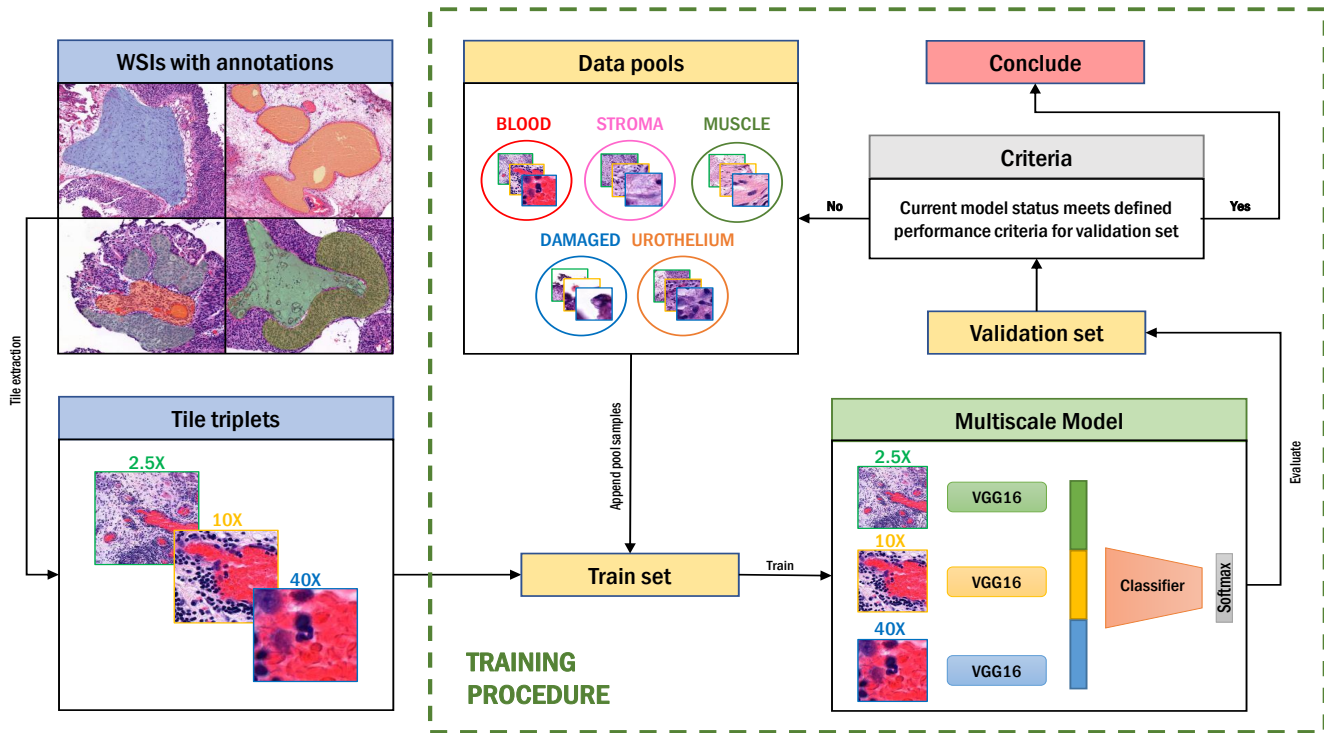 WSIs with annotations
Tile extraction
Tile triplets
2.5X
10X
40X
Data pools
BLOOD
STROMA
MUSCLE
DAMAGED
UROTHELIUM
Append pool samples
Train set
Train
TRAINING
PROCEDURE
Conclude
Criteria
Current model status meets defined
performance criteria for validation set
No
Yes
Validation set
Evaluate
Multiscale Model
2.5X
VGG16
10X
VGG16
40X
VGG16
Classifier
Softmax